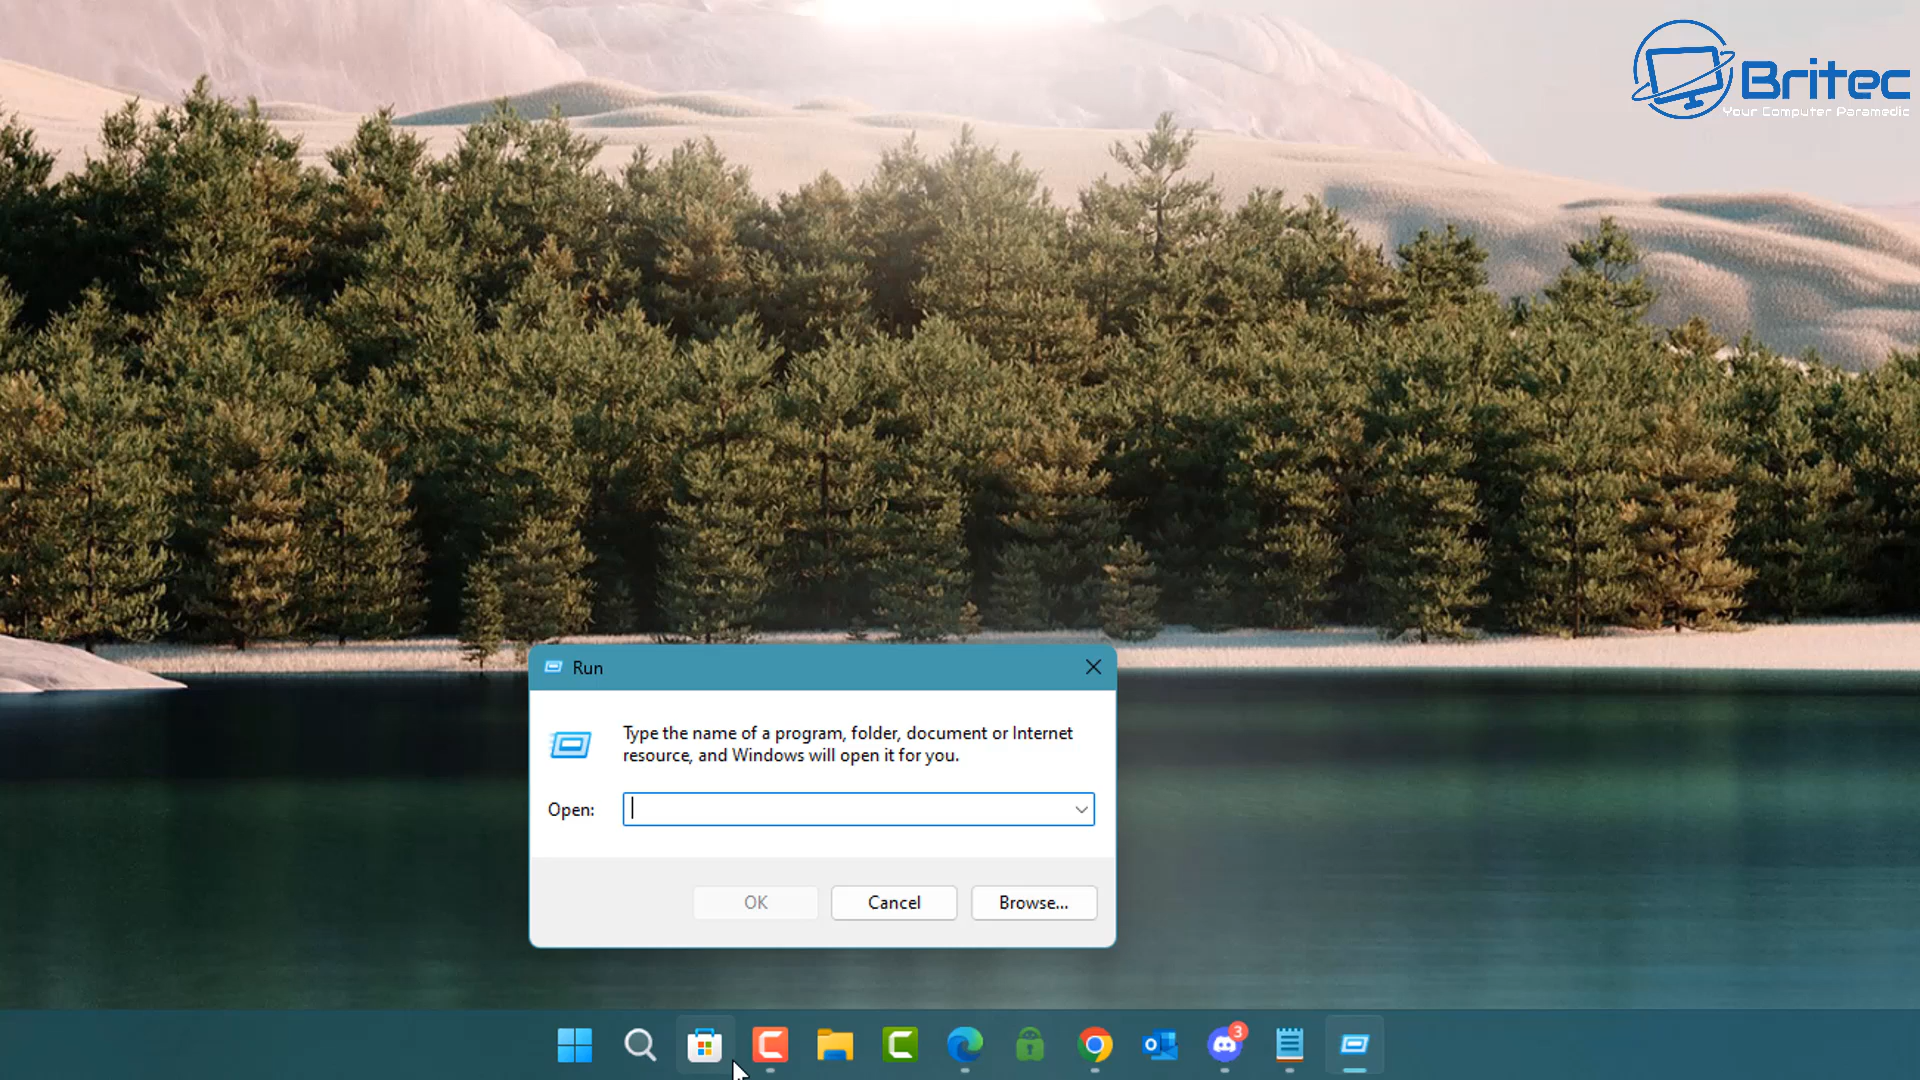 Britec
Your Computer Paramedic
Run
Type the name of a program, folder, document or Internet
resource, and Windows will open it for you.
Open:
OK
Cancel
Browse...
3